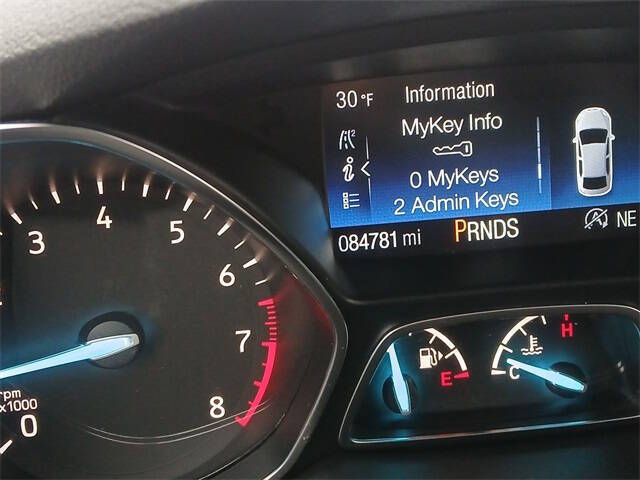 30°F Information
MyKey Info
0 MyKeys
2 Admin Keys
084781 mi PRNDS NE
3 4 5 6 7 8
rpm
x1000
0
E
C
H